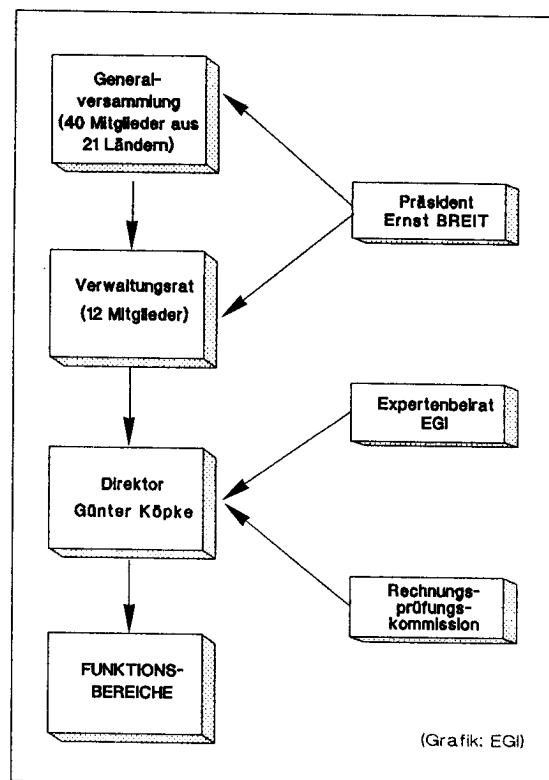 General-
versammlung
(40 Mitglieder aus
21 Ländern)
Präsident
Ernst BREIT
Verwaltungsrat
(12 Mitglieder)
Expertenbeirat
EGI
Direktor
Günter Köpke
Rechnungs-
prüfungs-
kommission
FUNKTIONS-
BEREICHE
(Grafik: EGI)